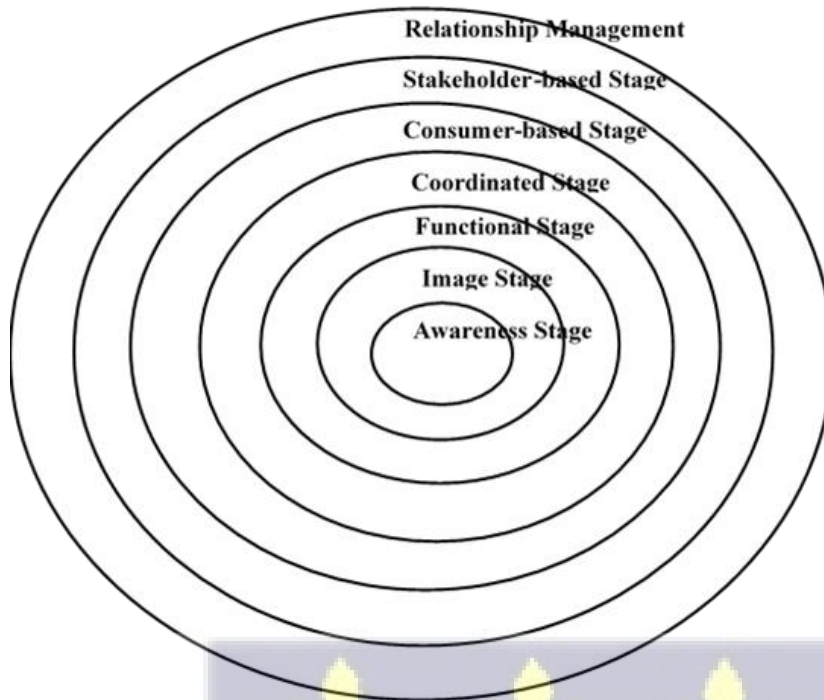 Relationship Management
Stakeholder-based Stage
Consumer-based Stage
Coordinated Stage
Functional Stage
Image Stage
Awareness Stage